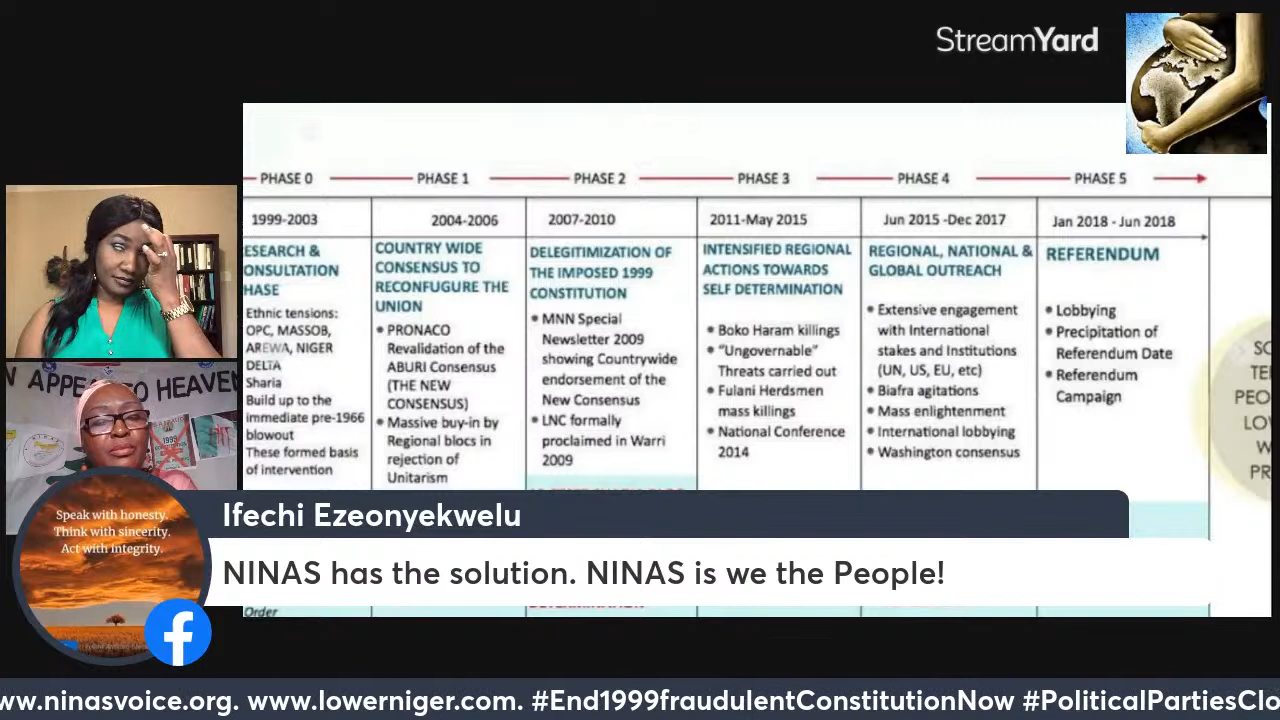 StreamYard
PHASE 0
PHASE 1
PHASE 2
PHASE 3
PHASE 4
PHASE 5
1999-2003
2004-2006
2007-2010
2011-May 2015
Jun 2015 -Dec 2017
Jan 2018 - Jun 2018
ESEARCH &
ONSULTATION
HASE
Ethnic tensions:
OPC, MASSOB,
AREWA, NIGER
DELTA
Sharia
Build up to the
immediate pre-1966
blowout
These formed basis
of intervention
Order
COUNTRY WIDE
CONSENSUS TO
RECONFUGURE THE
UNION
• PRONACO
Revalidation of the
ABURI Consensus
(THE NEW
CONSENSUS)
• Massive buy-in by
Regional blocs in
rejection of
Unitarism
DELEGITIMIZATION OF
THE IMPOSED 1999
CONSTITUTION
• MNN Special
Newsletter 2009
showing Countrywide
endorsement of the
New Consensus
• LNC formally
proclaimed in Warri
2009
INTENSIFIED REGIONAL
ACTIONS TOWARDS
SELF DETERMINATION
• Boko Haram killings
• "Ungovernable"
Threats carried out
• Fulani Herdsmen
mass killings
• National Conference
2014
REGIONAL, NATIONAL &
GLOBAL OUTREACH
• Extensive engagement
with International
stakes and Institutions
(UN, US, EU, etc)
• Biafra agitations
• Mass enlightenment
• International lobbying
• Washington consensus
REFERENDUM
• Lobbying
• Precipitation of
Referendum Date
• Referendum
Campaign
SO
TE
PEO
LO
W
PR
N APPEAL TO HEAVEN
1999
Speak with honesty.
Think with sincerity.
Act with integrity.
Ifechi Ezeonyekwelu
NINAS has the solution. NINAS is we the People!
ww.ninasvoice.org. www.lowerniger.com. #End1999fraudulentConstitutionNow #PoliticalPartiesClo